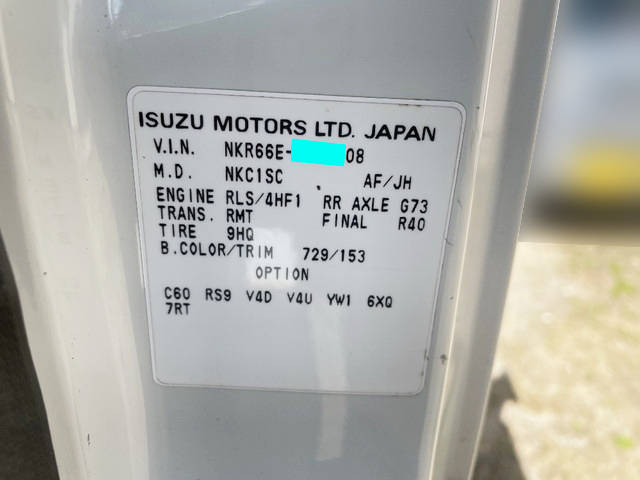 ISUZU MOTORS LTD. JAPAN
V.I.N. NKR66E- 08
M.D. NKC1SC AF/JH
ENGINE RLS/4HF1 RR AXLE G73
TRANS. RMT FINAL R40
TIRE 9HQ
B.COLOR/TRIM 729/153
OPTION
C60 RS9 V4D V4U YW1 6XQ
7RT